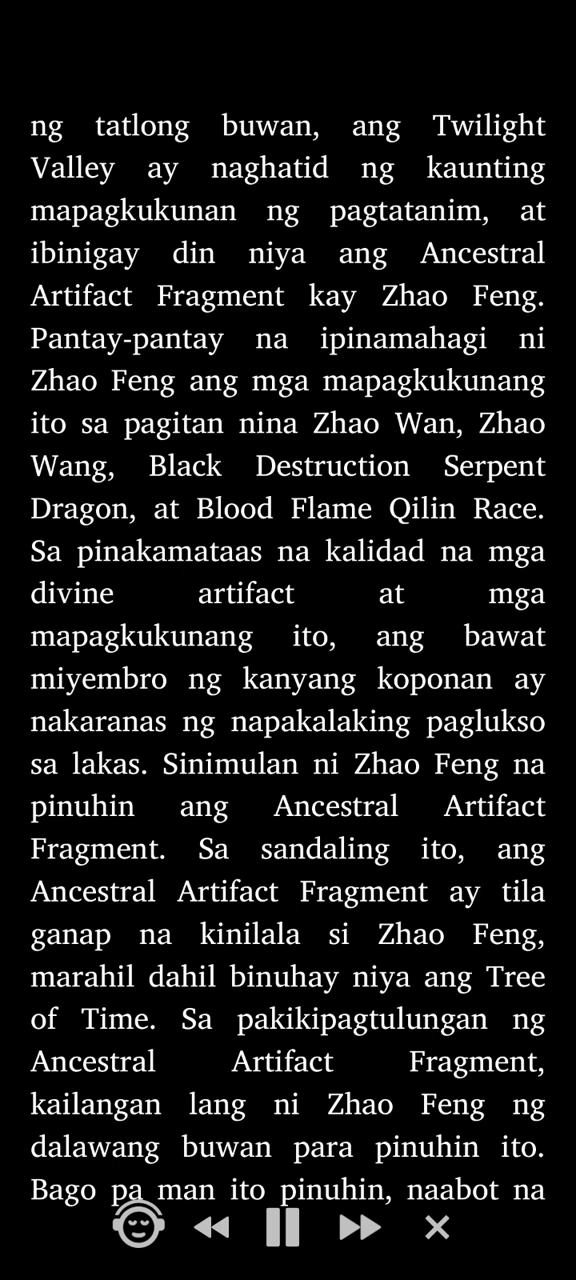 ng tatlong buwan, ang Twilight
Valley ay naghatid ng kaunting
mapagkukunan ng pagtatanim, at
ibinigay din niya ang Ancestral
Artifact Fragment kay Zhao Feng.
Pantay-pantay na ipinamahagi ni
Zhao Feng ang mga mapagkukunang
ito sa pagitan nina Zhao Wan, Zhao
Wang, Black Destruction Serpent
Dragon, at Blood Flame Qilin Race.
Sa pinakamataas na kalidad na mga
divine artifact at mga
mapagkukunang ito, ang bawat
miyembro ng kanyang koponan ay
nakaranas ng napakalaking paglukso
sa lakas. Sinimulan ni Zhao Feng na
pinuhin ang Ancestral Artifact
Fragment. Sa sandaling ito, ang
Ancestral Artifact Fragment ay tila
ganap na kinilala si Zhao Feng,
marahil dahil binuhay niya ang Tree
of Time. Sa pakikipagtulungan ng
Ancestral Artifact Fragment,
kailangan lang ni Zhao Feng ng
dalawang buwan para pinuhin ito.
Bago pa man ito pinuhin, naabot na